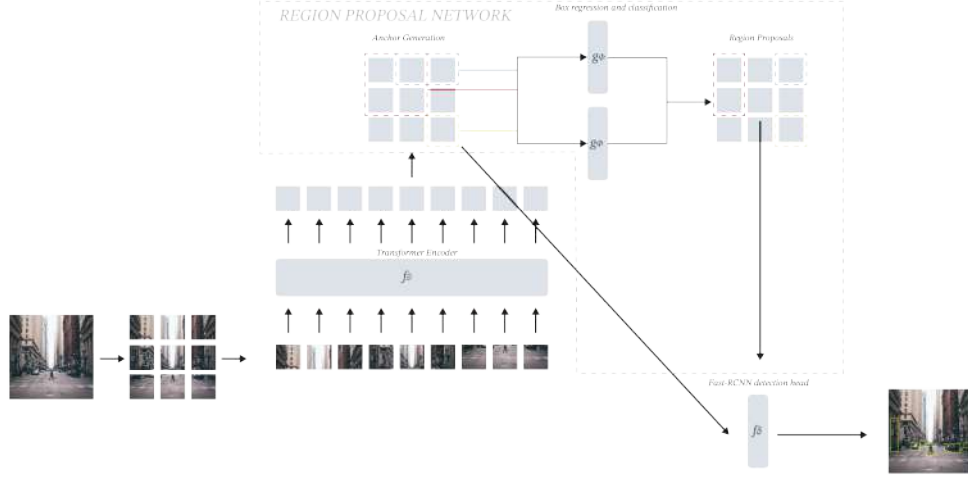 REGION PROPOSAL NETWORK
Box regression and classification
Anchor Generation
Region Proposals
Transformer Encoder
Fast-RCNN detection head